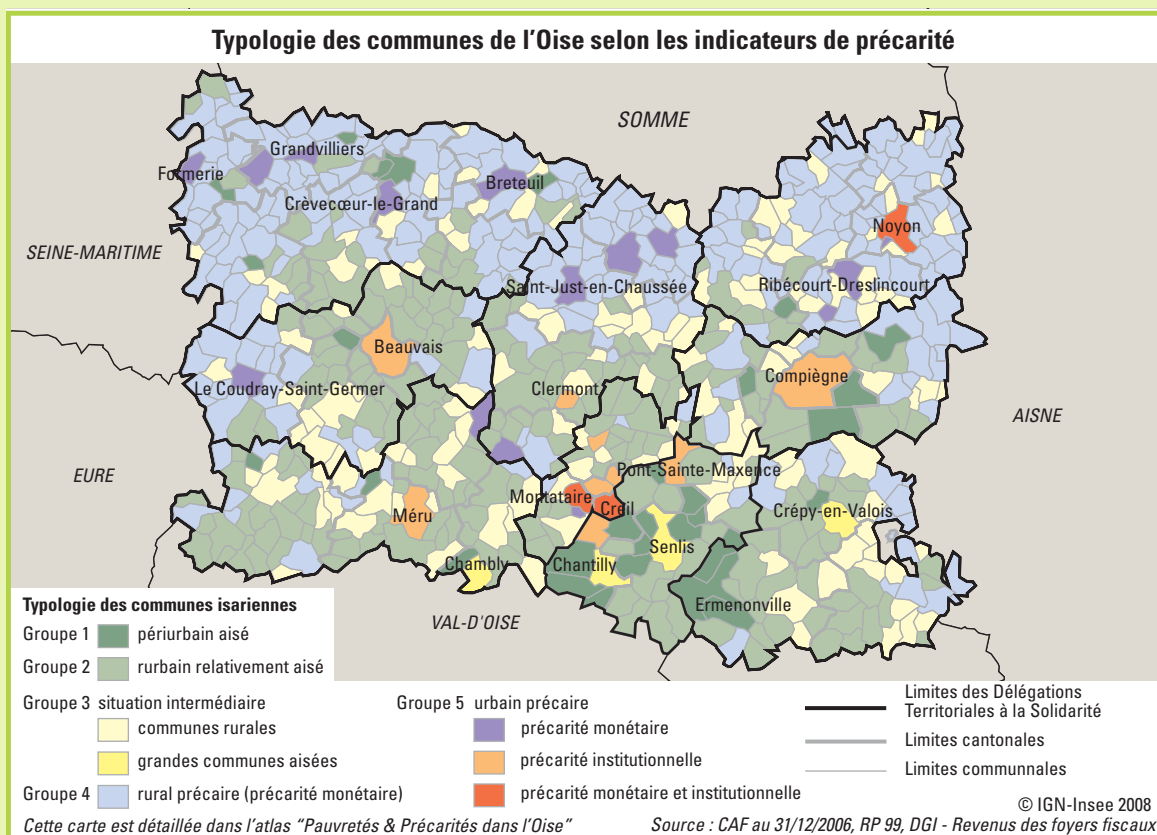 Typologie des communes de l'Oise selon les indicateurs de précarité
SOMME
Grandvilliers
Formerie
Breteuil
Crèvecœur-le-Grand
Noyon
SEINE-MARITIME
Saint-Just-en-Chaussée
Ribécourt-Dreslincourt
Beauvais
Compiègne
Le Coudray-Saint-Germer
Clermont
AISNE
EURE
Pont-Sainte-Maxence
Montataire
Creil
Crépy-en-Valois
Méru
Senlis
Chambly
Chantilly
Ermenonville
VAL-D'OISE
Typologie des communes isariennes
Groupe 1 périurbain aisé
Groupe 2 rurbain relativement aisé
Groupe 3 situation intermédiaire
communes rurales
grandes communes aisées
Groupe 4 rural précaire (précarité monétaire)
Groupe 5 urbain précaire
précarité monétaire
précarité institutionnelle
précarité monétaire et institutionnelle
Limites des Délégations
Territoriales à la Solidarité
Limites cantonales
Limites communnales
© IGN-Insee 2008
Cette carte est détaillée dans l'atlas “Pauvretés & Précarités dans l'Oise”
Source : CAF au 31/12/2006, RP 99, DGI - Revenus des foyers fiscaux